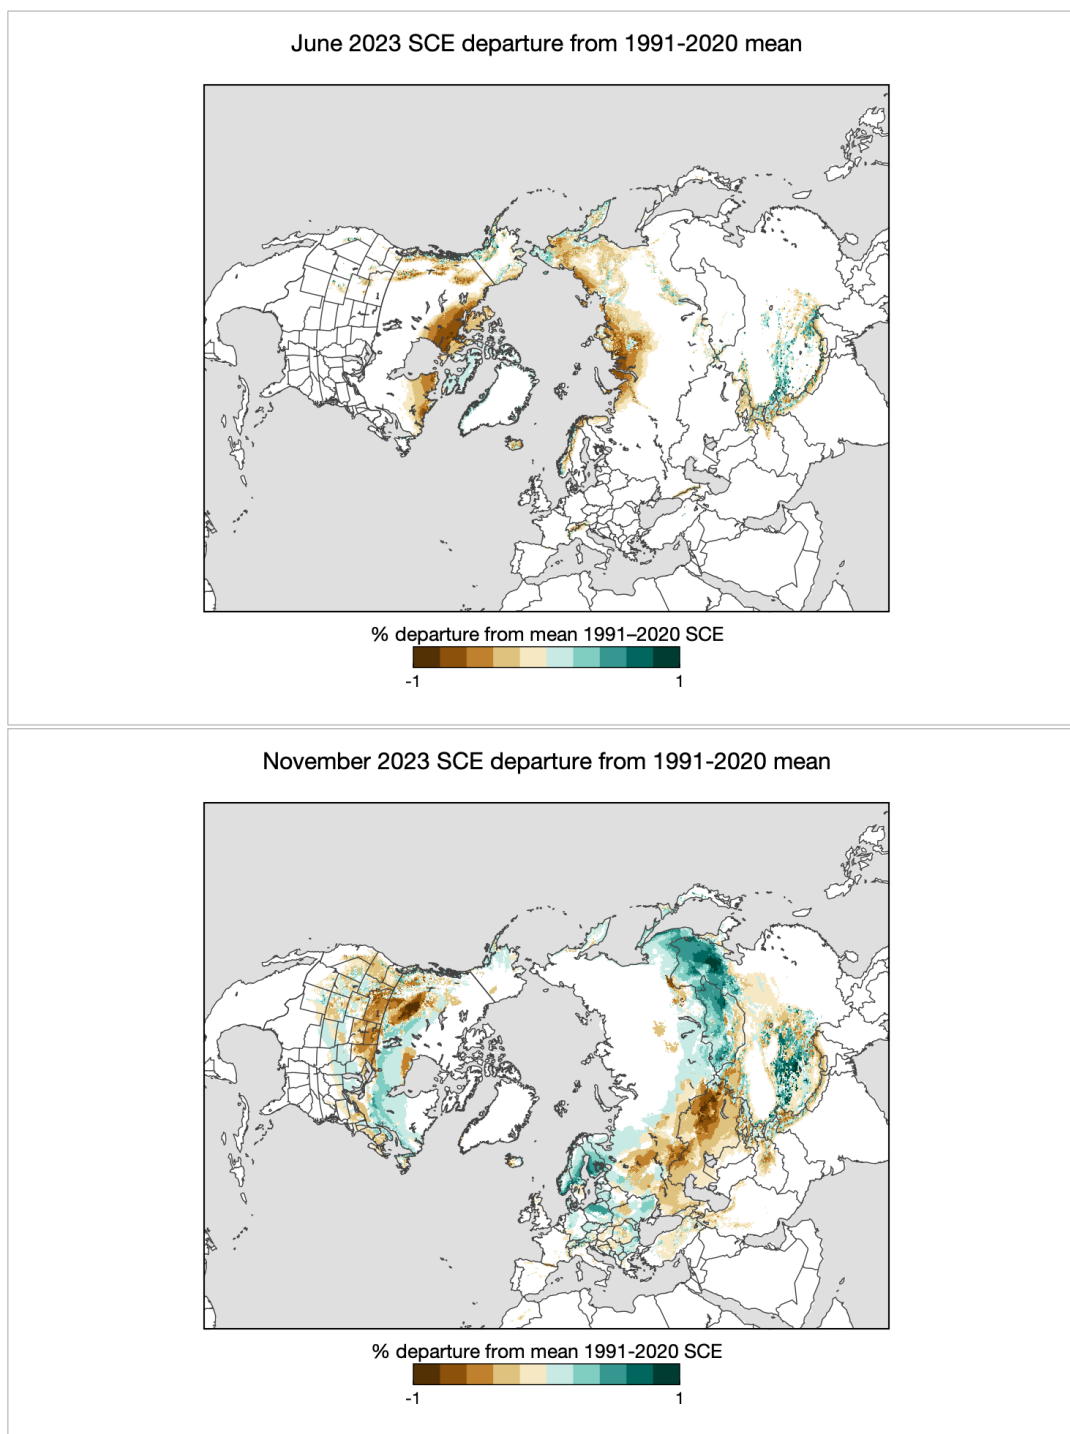 June 2023 SCE departure from 1991-2020 mean
% departure from mean 1991–2020 SCE
-1 1
November 2023 SCE departure from 1991-2020 mean
% departure from mean 1991-2020 SCE
-1 1